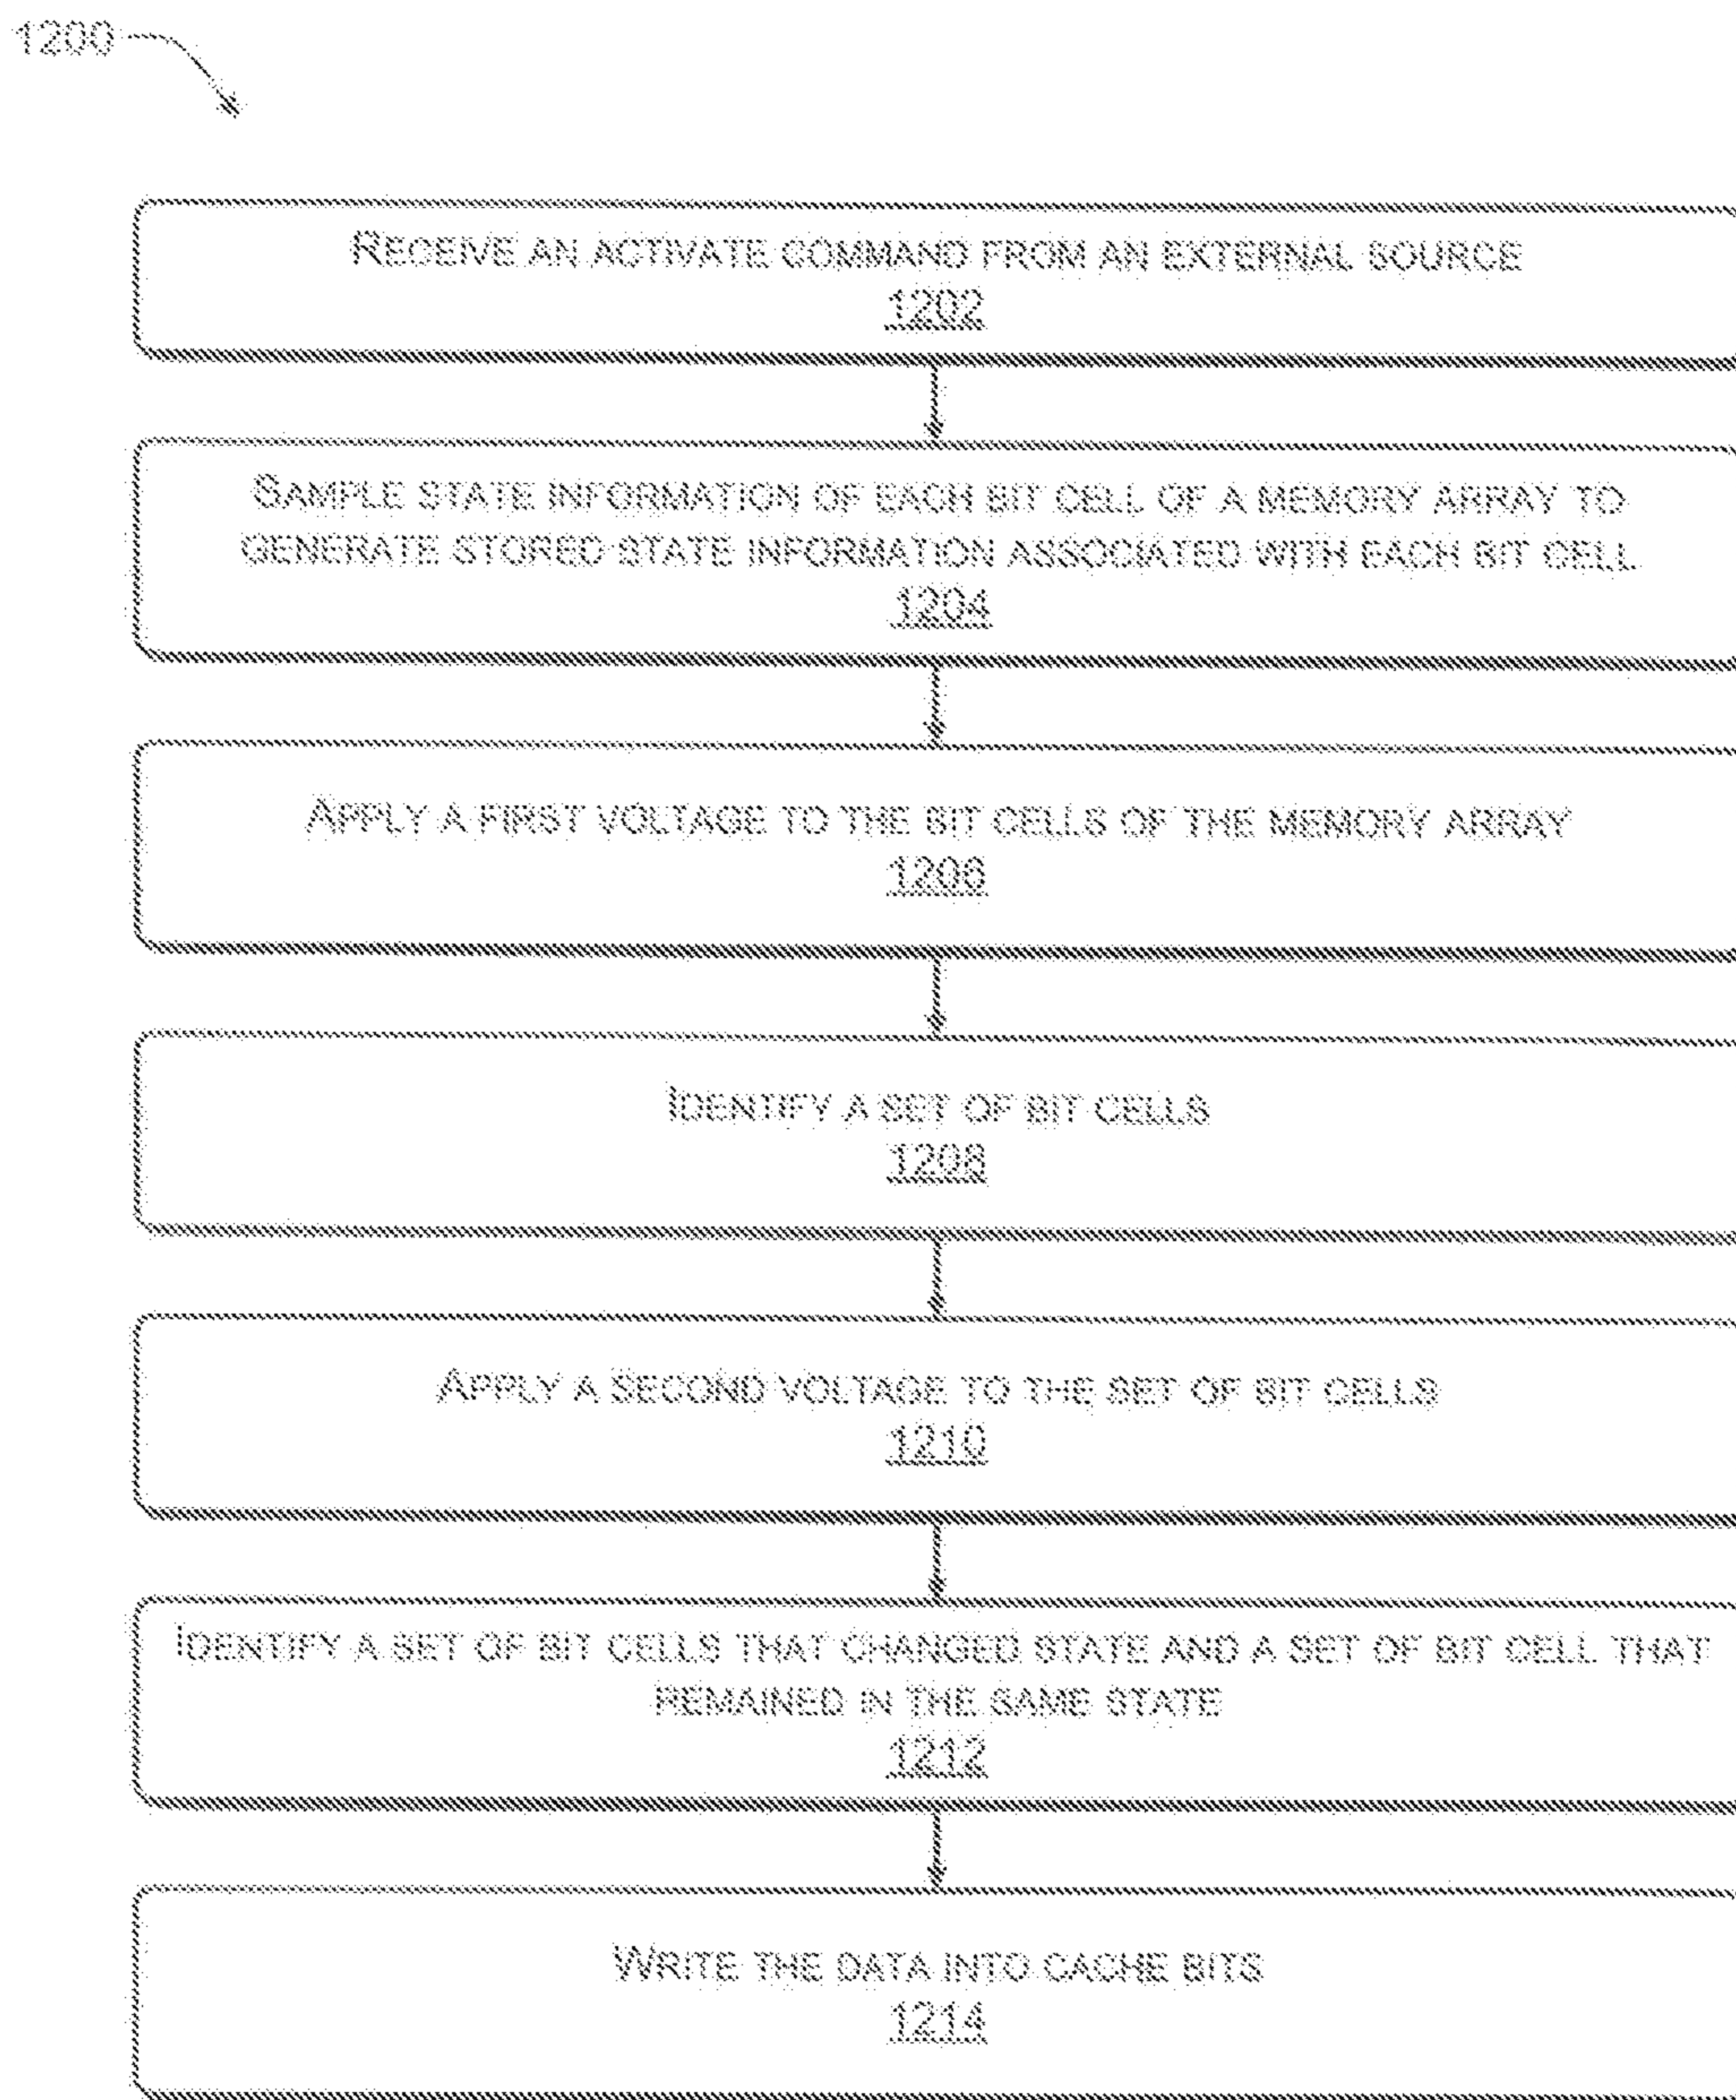 1200
RECEIVE AN ACTIVATE COMMAND FROM AN EXTERNAL SOURCE
1202
SAMPLE STATE INFORMATION OF EACH BIT CELL OF A MEMORY ARRAY TO
GENERATE STORED STATE INFORMATION ASSOCIATED WITH EACH BIT CELL
1204
APPLY A FIRST VOLTAGE TO THE BIT CELLS OF THE MEMORY ARRAY
1206
IDENTIFY A SET OF BIT CELLS
1208
APPLY A SECOND VOLTAGE TO THE SET OF BIT CELLS
1210
IDENTIFY A SET OF BIT CELLS THAT CHANGED STATE AND A SET OF BIT CELL THAT
REMAINED IN THE SAME STATE
1212
WRITE THE DATA INTO CACHE BITS
1214